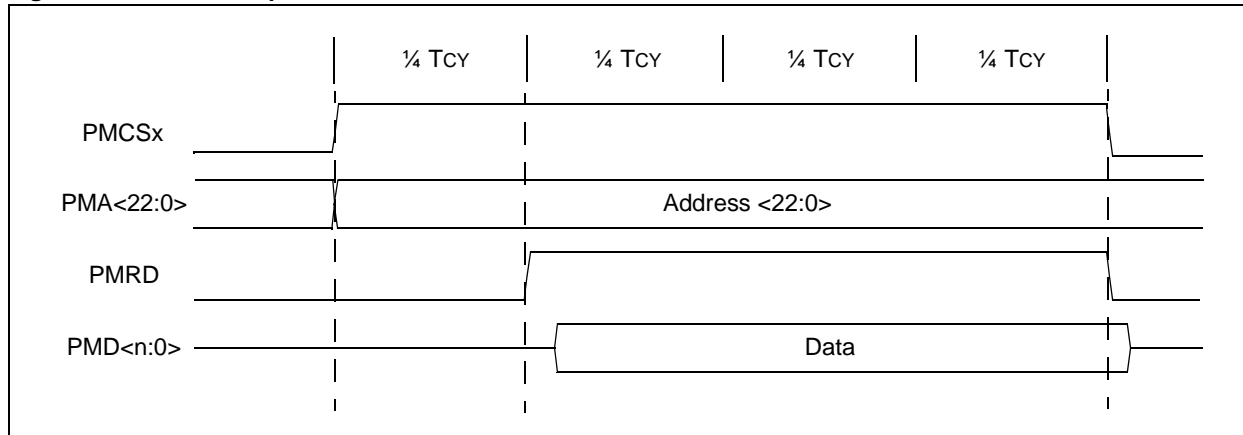 ¼ TCY ¼ TCY ¼ TCY ¼ TCY
PMCSx
PMA<22:0> Address <22:0>
PMRD
PMD<n:0> Data